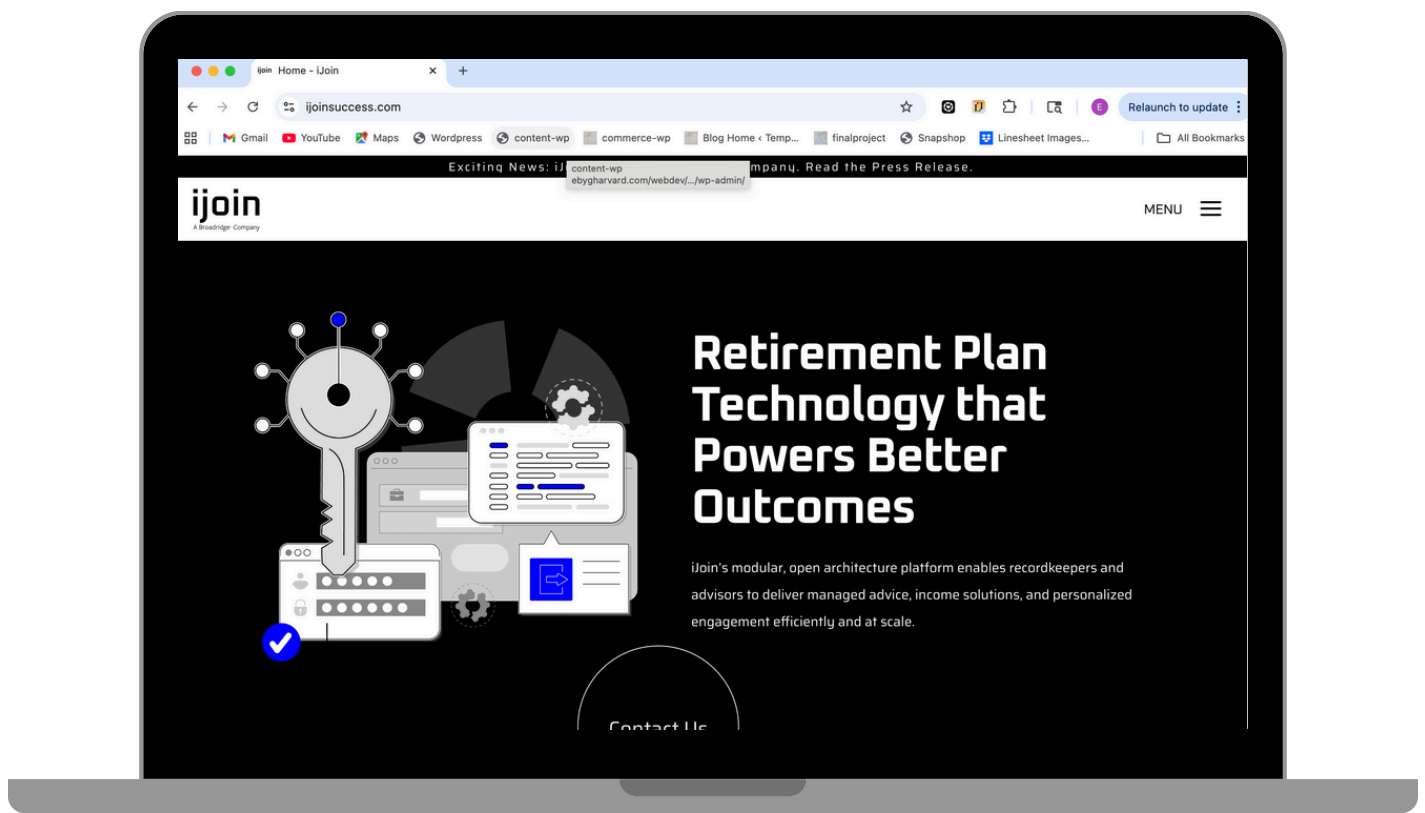 ijoin Home - iJoin
ijoinsuccess.com
E
Relaunch to update
Gmail YouTube Maps Wordpress content-wp commerce-wp Blog Home < Temp... finalproject Snapshop Linesheet Images... All Bookmarks
Exciting News: iJ mpany. Read the Press Release.
content-wp
ebygharvard.com/webdev/.../wp-admin/
ijoin
A Broadridge Company
MENU
Retirement Plan
Technology that
Powers Better
Outcomes
iJoin's modular, open architecture platform enables recordkeepers and
advisors to deliver managed advice, income solutions, and personalized
engagement efficiently and at scale.
Contact Us